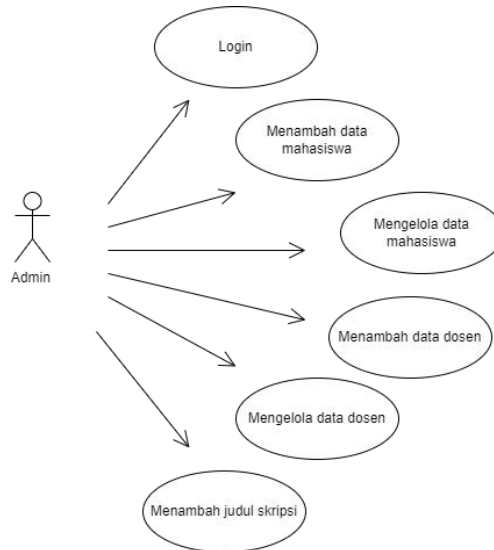 Login
Menambah data
mahasiswa
Mengelola data
mahasiswa
Admin
Menambah data dosen
Mengelola data dosen
Menambah judul skripsi